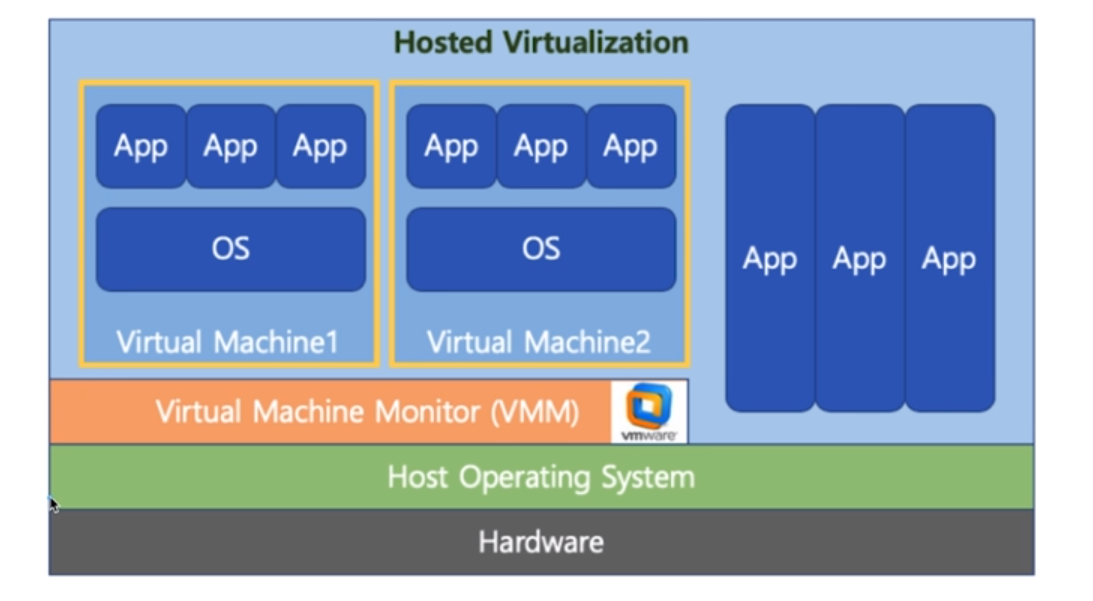 Hosted Virtualization
App App App
OS
Virtual Machine1
App App App
OS
Virtual Machine2
App App App
Virtual Machine Monitor (VMM)
vmware
Host Operating System
Hardware